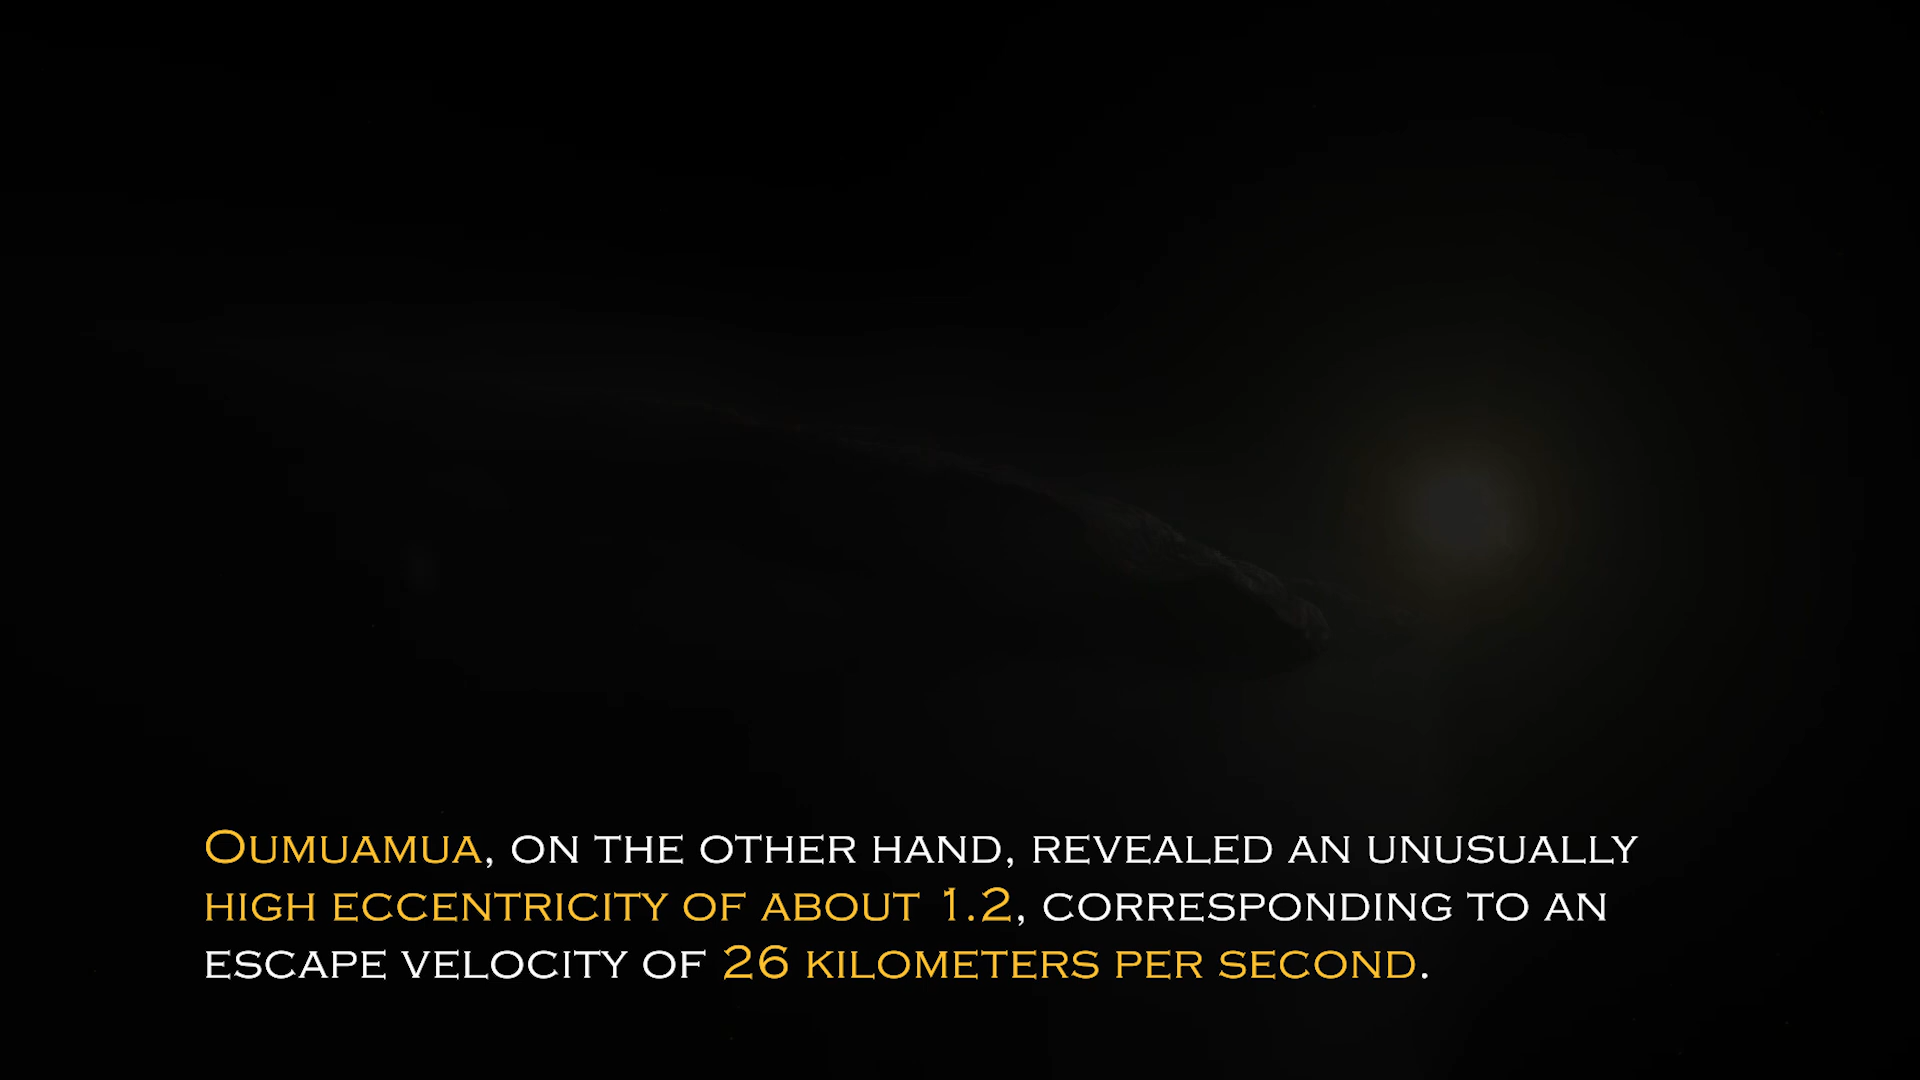 Oumuamua, on the other hand, revealed an unusually
high eccentricity of about 1.2, corresponding to an
escape velocity of 26 kilometers per second.